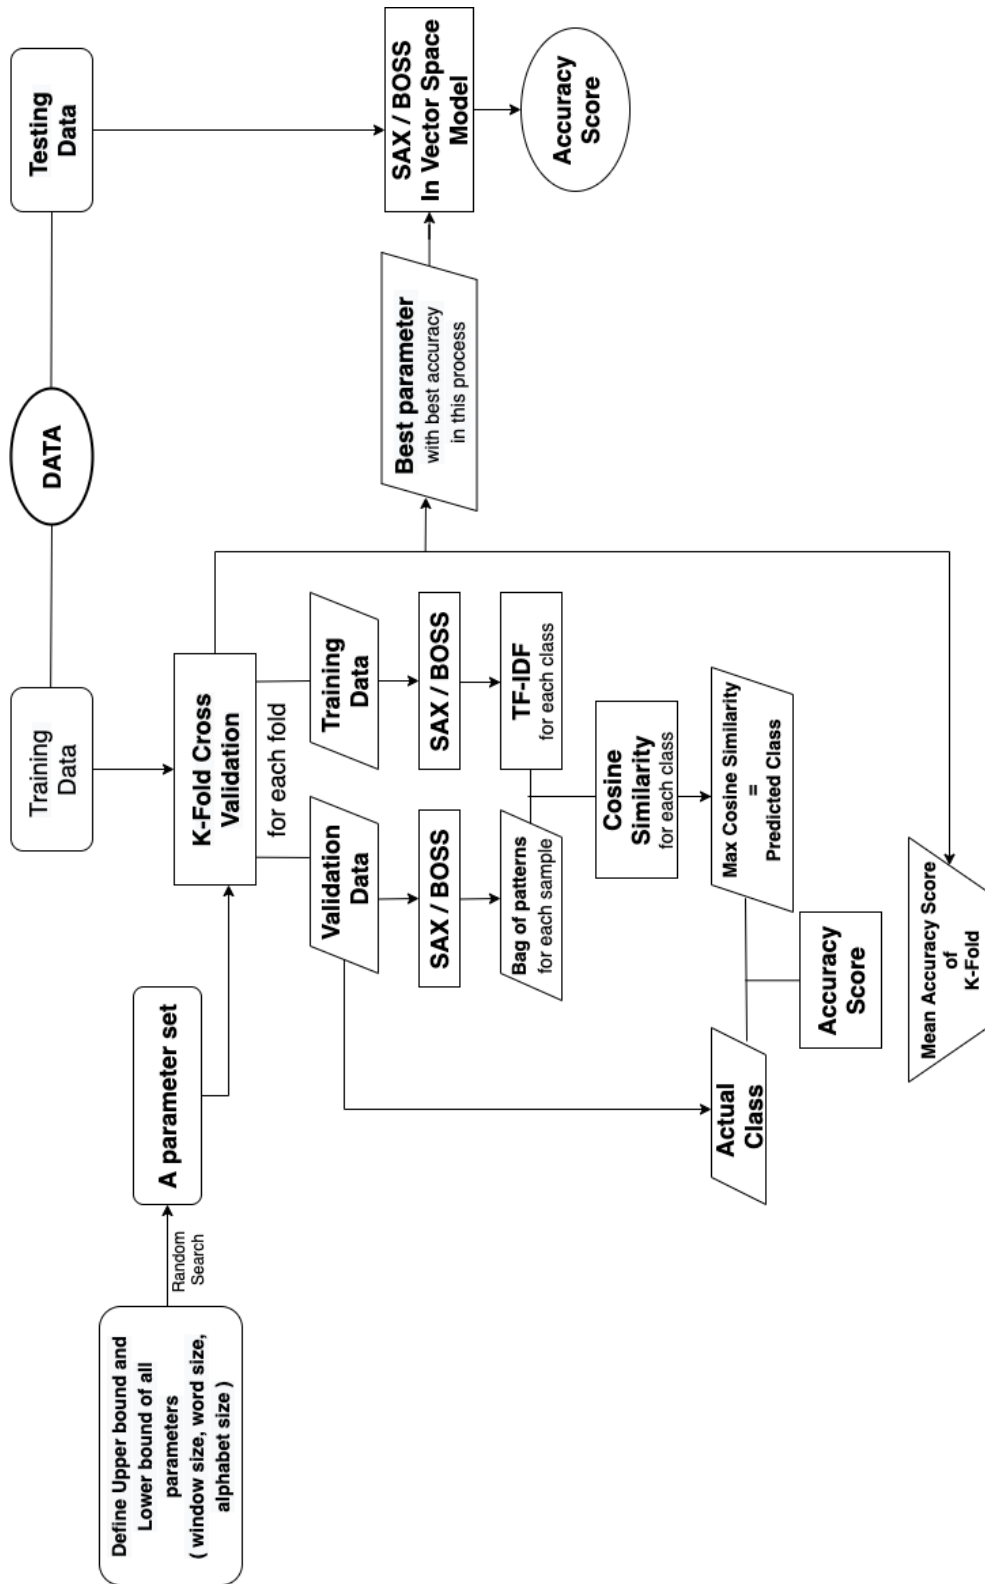 DATA
Training
Data
Testing
Data
Define Upper bound and
Lower bound of all
parameters
( window size, word size,
alphabet size )
Random
Search
A parameter set
K-Fold Cross
Validation
for each fold
Validation
Data
Training
Data
SAX / BOSS
SAX / BOSS
Bag of patterns
for each sample
TF-IDF
for each class
Cosine
Similarity
for each class
Actual
Class
Max Cosine Similarity
=
Predicted Class
Accuracy
Score
Mean Accuracy Score
of
K-Fold
Best parameter
with best accuracy
in this process
SAX / BOSS
In Vector Space
Model
Accuracy
Score